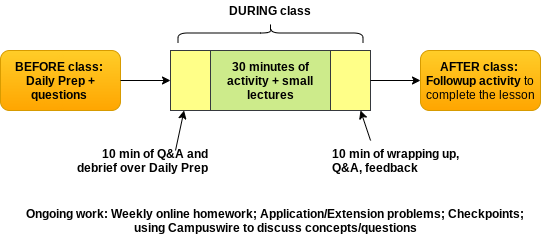 DURING class
BEFORE class:
Daily Prep +
questions
30 minutes of
activity + small
lectures
AFTER class:
Followup activity to
complete the lesson
10 min of Q&A and
debrief over Daily Prep
10 min of wrapping up,
Q&A, feedback
Ongoing work: Weekly online homework; Application/Extension problems; Checkpoints;
using Campuswire to discuss concepts/questions